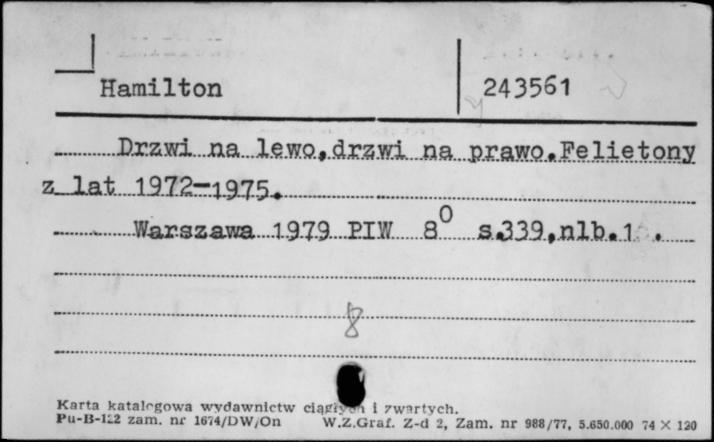 Hamilton 243561
Drzwi na lewo,drzwi na prawo.Felietony
z lat 1972-1975.
Warszawa 1979 PIW 8⁰ s.339,nlb.1 .
8
Karta katalogowa wydawnictw ciągłych i zwartych.
Pu-B-122 zam. nr 1674/DW/On W.Z.Graf. Z-d 2, Zam. nr 988/77, 5.650.000 74 X 120